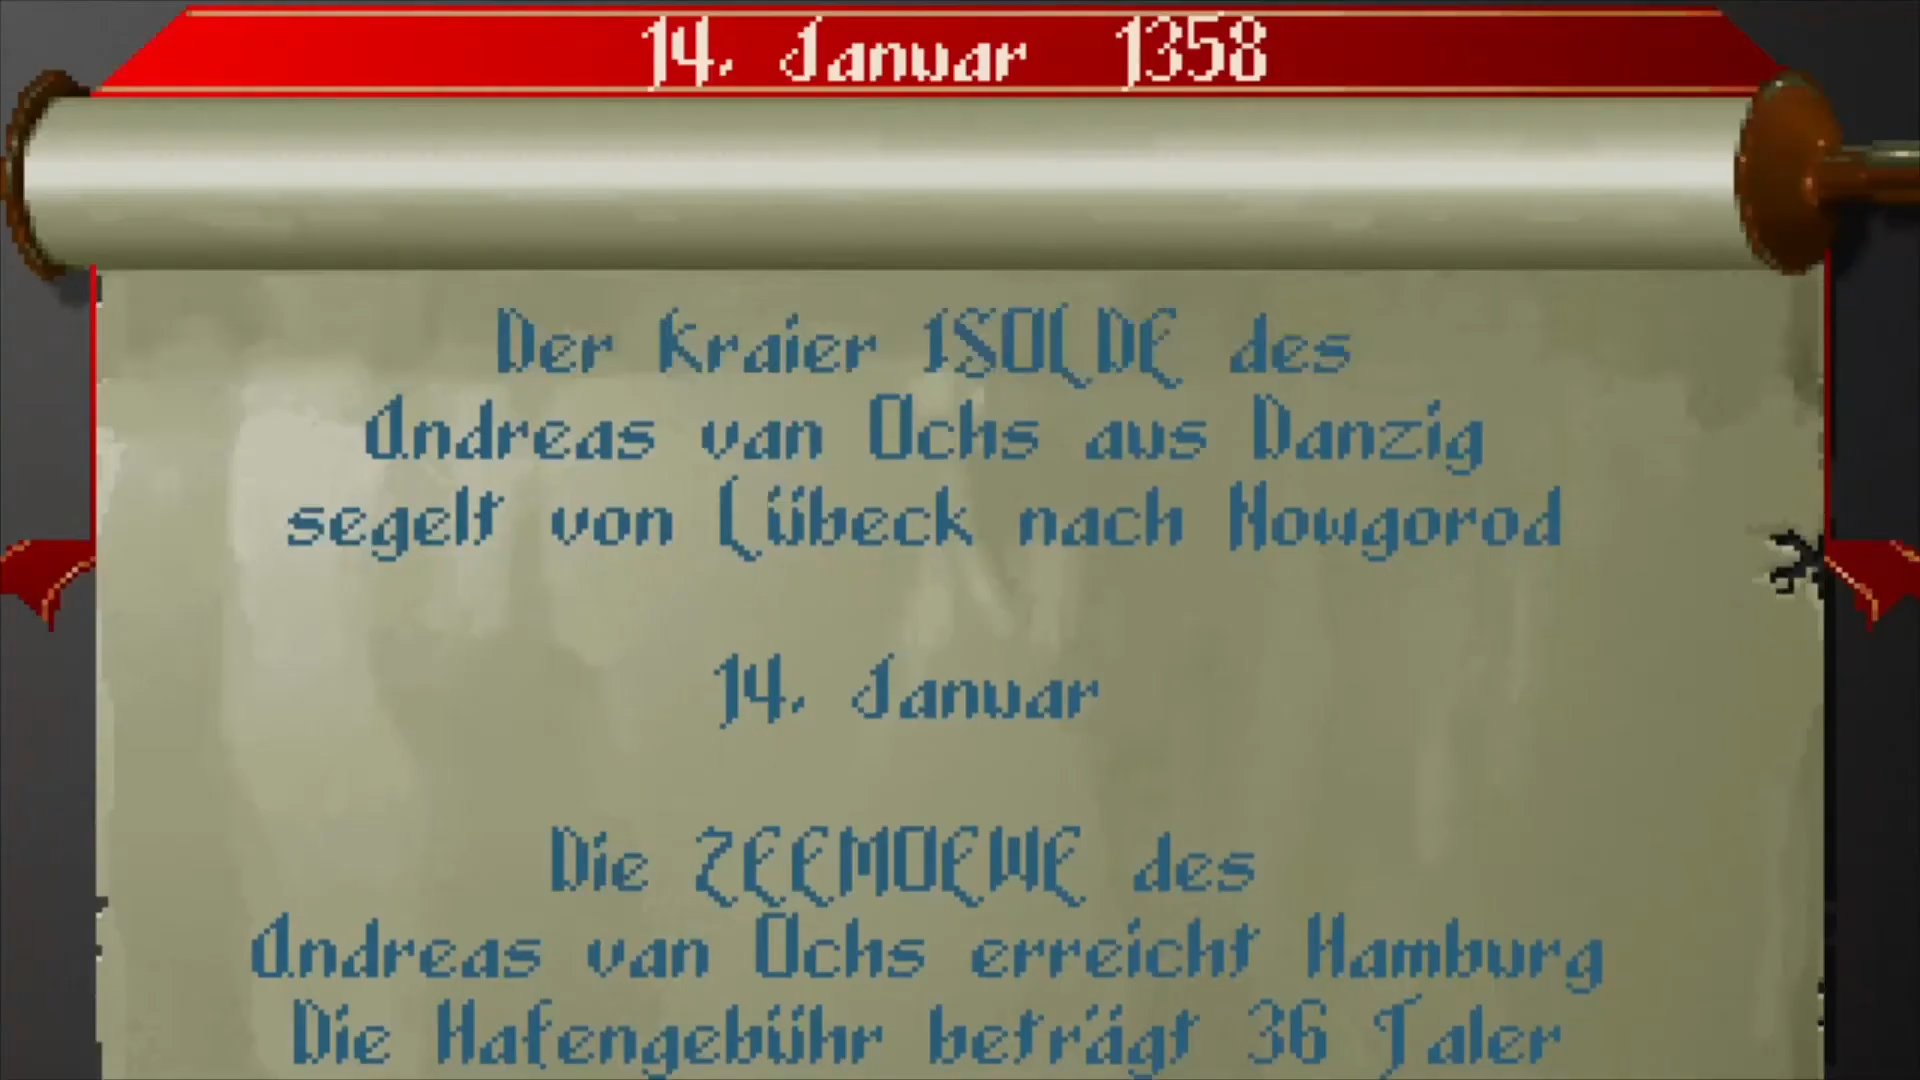 14. Januar 1358
Der Kraier ISOLDE des
Andreas van Ochs aus Danzig
segelt von Lübeck nach Nowgorod
14. Januar
Die ZEEMOEWE des
Andreas van Ochs erreicht Hamburg
Die Hafengebühr beträgt 36 Taler